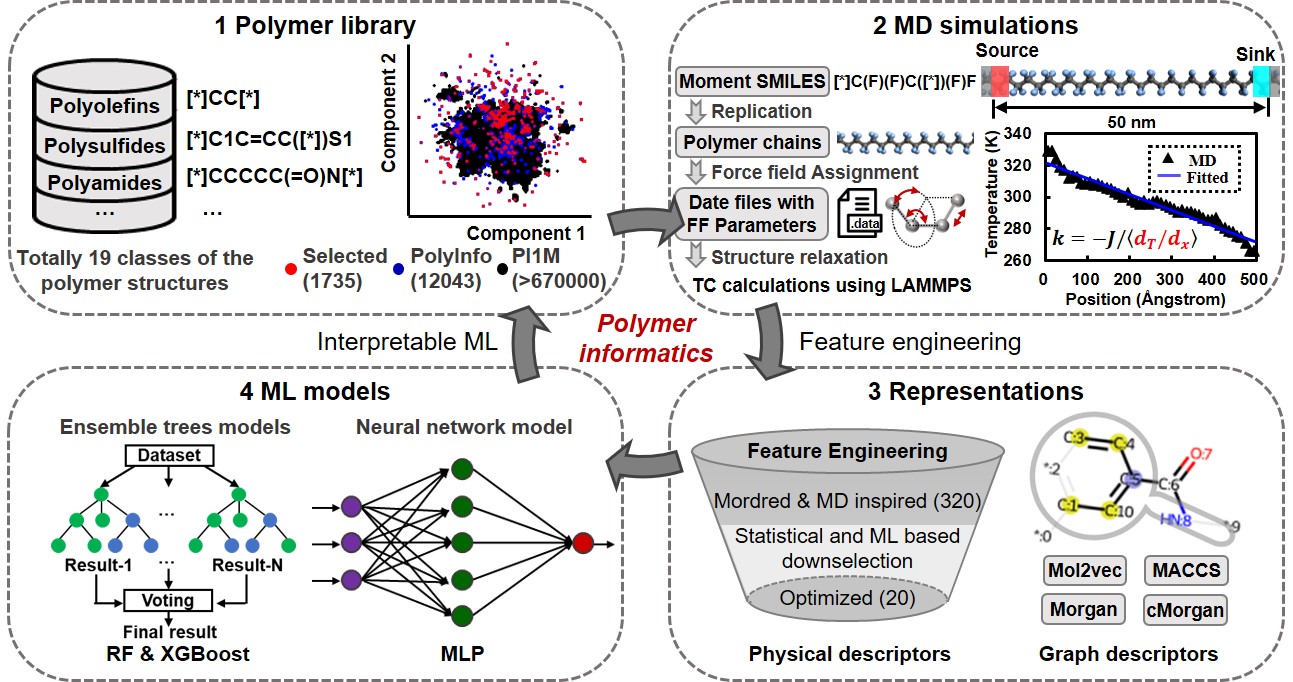 1 Polymer library
Polyolefins
[*]CC[*]
Polysulfides
[*]C1C=CC([*])S1
Polyamides
[*]CCCCC(=O)N[*]
...
...
Totally 19 classes of the
polymer structures
Component 2
Component 1
Selected
(1735)
PolyInfo
(12043)
PI1M
(>670000)
2 MD simulations
Source
Sink
Moment SMILES
[*]C(F)(F)C([*])(F)F
Replication
50 nm
Polymer chains
Force field Assignment
Date files with
FF Parameters
.data
Structure relaxation
TC calculations using LAMMPS
Temperature (K)
340
320
300
280
260
MD
Fitted
k = −J/⟨dT/dx⟩
0
100
200
300
400
500
Position (Ångstrom)
Interpretable ML
Polymer
informatics
Feature engineering
4 ML models
Ensemble trees models
Neural network model
Dataset
...
Result-1
...
Result-N
Voting
Final result
RF & XGBoost
MLP
3 Representations
Feature Engineering
Mordred & MD inspired (320)
Statistical and ML based
downselection
Optimized (20)
Physical descriptors
C:3
C:4
O:7
*:2
C:5
C:6
C:1
C:10
HN:8
*:9
*:0
Mol2vec
MACCS
Morgan
cMorgan
Graph descriptors